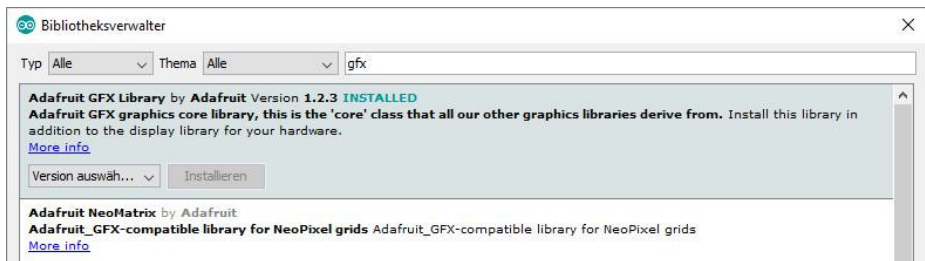 Bibliotheksverwalter
Typ Alle Thema Alle gfx
Adafruit GFX Library by Adafruit Version 1.2.3 INSTALLED
Adafruit GFX graphics core library, this is the 'core' class that all our other graphics libraries derive from. Install this library in
addition to the display library for your hardware.
More info
Version auswäh... Installieren
Adafruit NeoMatrix by Adafruit
Adafruit_GFX-compatible library for NeoPixel grids Adafruit_GFX-compatible library for NeoPixel grids
More info